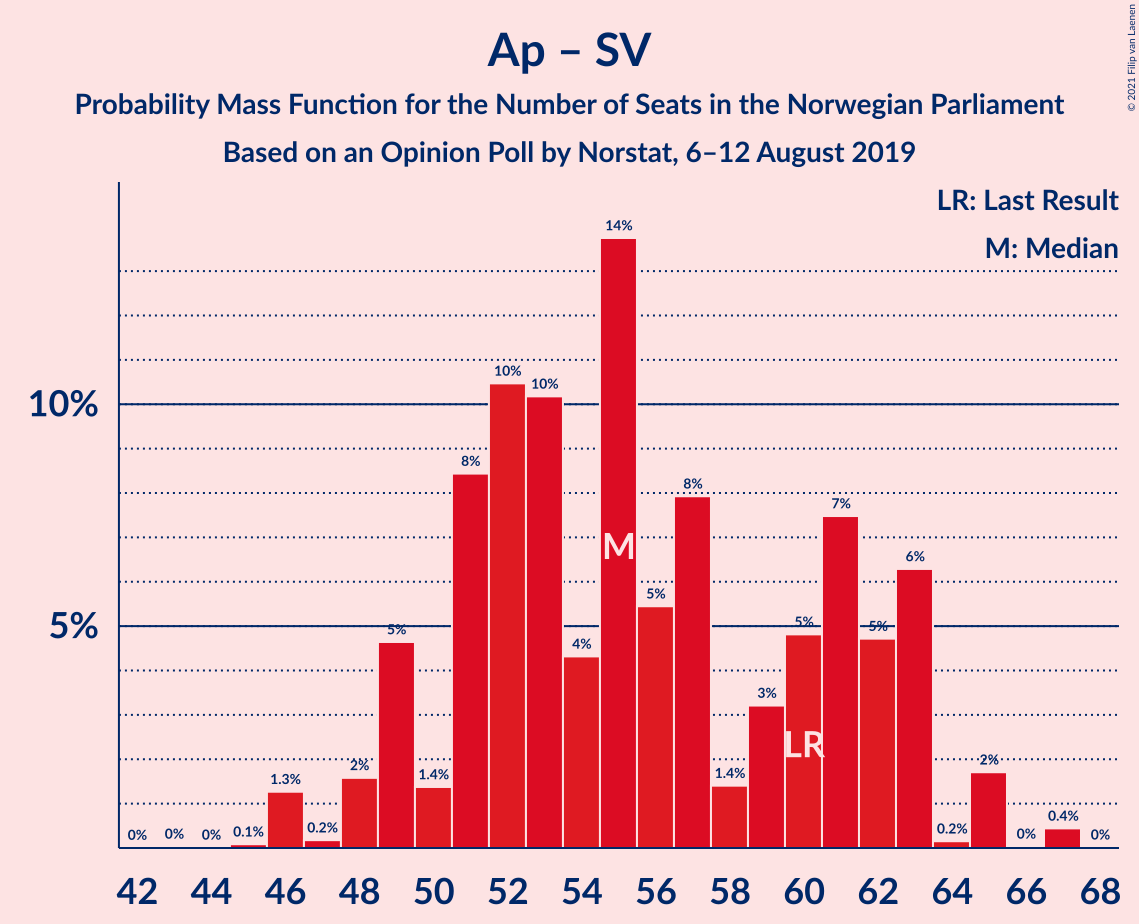 © 2021 Filip van Laenen
Ap – SV
Probability Mass Function for the Number of Seats in the Norwegian Parliament
Based on an Opinion Poll by Norstat, 6–12 August 2019
LR: Last Result
M: Median
10%
5%
0% 0% 0% 0.1% 1.3% 0.2% 2% 5% 1.4% 8% 10% 10% 4% 14% 5% 8% 1.4% 3% 5% 7% 5% 6% 0.2% 2% 0% 0.4% 0%
M
LR
42 44 46 48 50 52 54 56 58 60 62 64 66 68